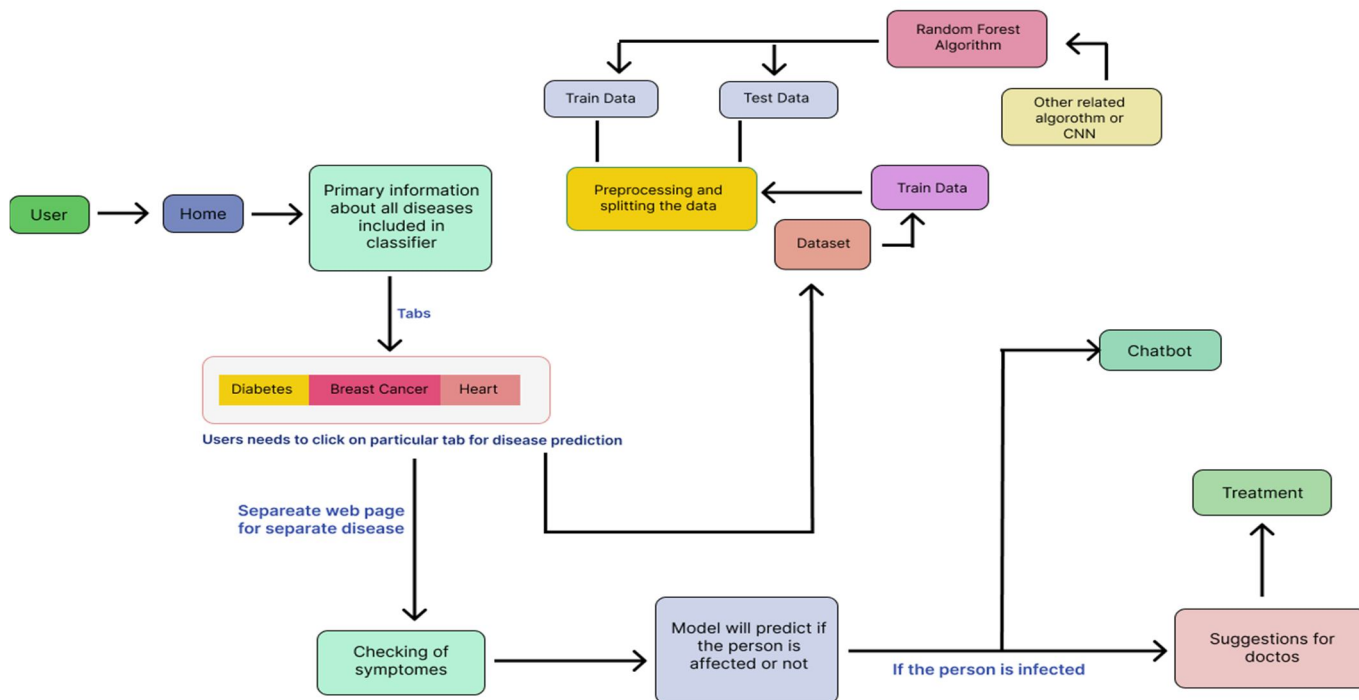 Random Forest
Algorithm
Train Data
Test Data
Other related
algorothm or
CNN
User
Home
Primary information
about all diseases
included in
classifier
Preprocessing and
splitting the data
Train Data
Dataset
Tabs
Diabetes
Breast Cancer
Heart
Users needs to click on particular tab for disease prediction
Chatbot
Separeate web page
for separate disease
Treatment
Checking of
symptomes
Model will predict if
the person is
affected or not
If the person is infected
Suggestions for
doctos